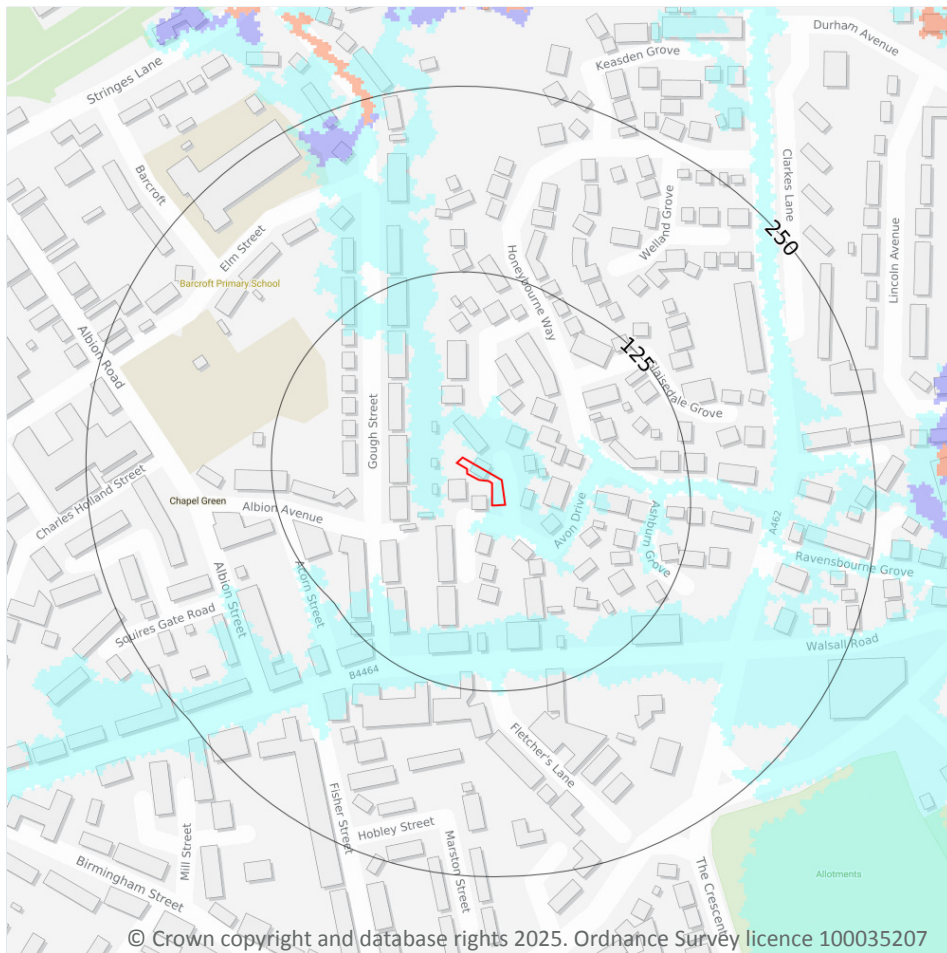 Durham Avenue
Keasden Grove
Stringes Lane
Clarkes Lane
Barcroft
Welland Grove
Lincoln Avenue
250
Elm Street
Honeybourne Way
Barcroft Primary School
Albion Road
125
laisedale Grove
Gough Street
Charles Holland Street
Chapel Green
Albion Avenue
Avon Drive
Ashburn Grove
A462
Ravensbourne Grove
Acorn Street
Albion Street
Squires Gate Road
Walsall Road
B4464
Fletcher's Lane
Fisher Street
Hobley Street
Marston Street
Mill Street
Birmingham Street
The Crescent
Allotments
© Crown copyright and database rights 2025. Ordnance Survey licence 100035207